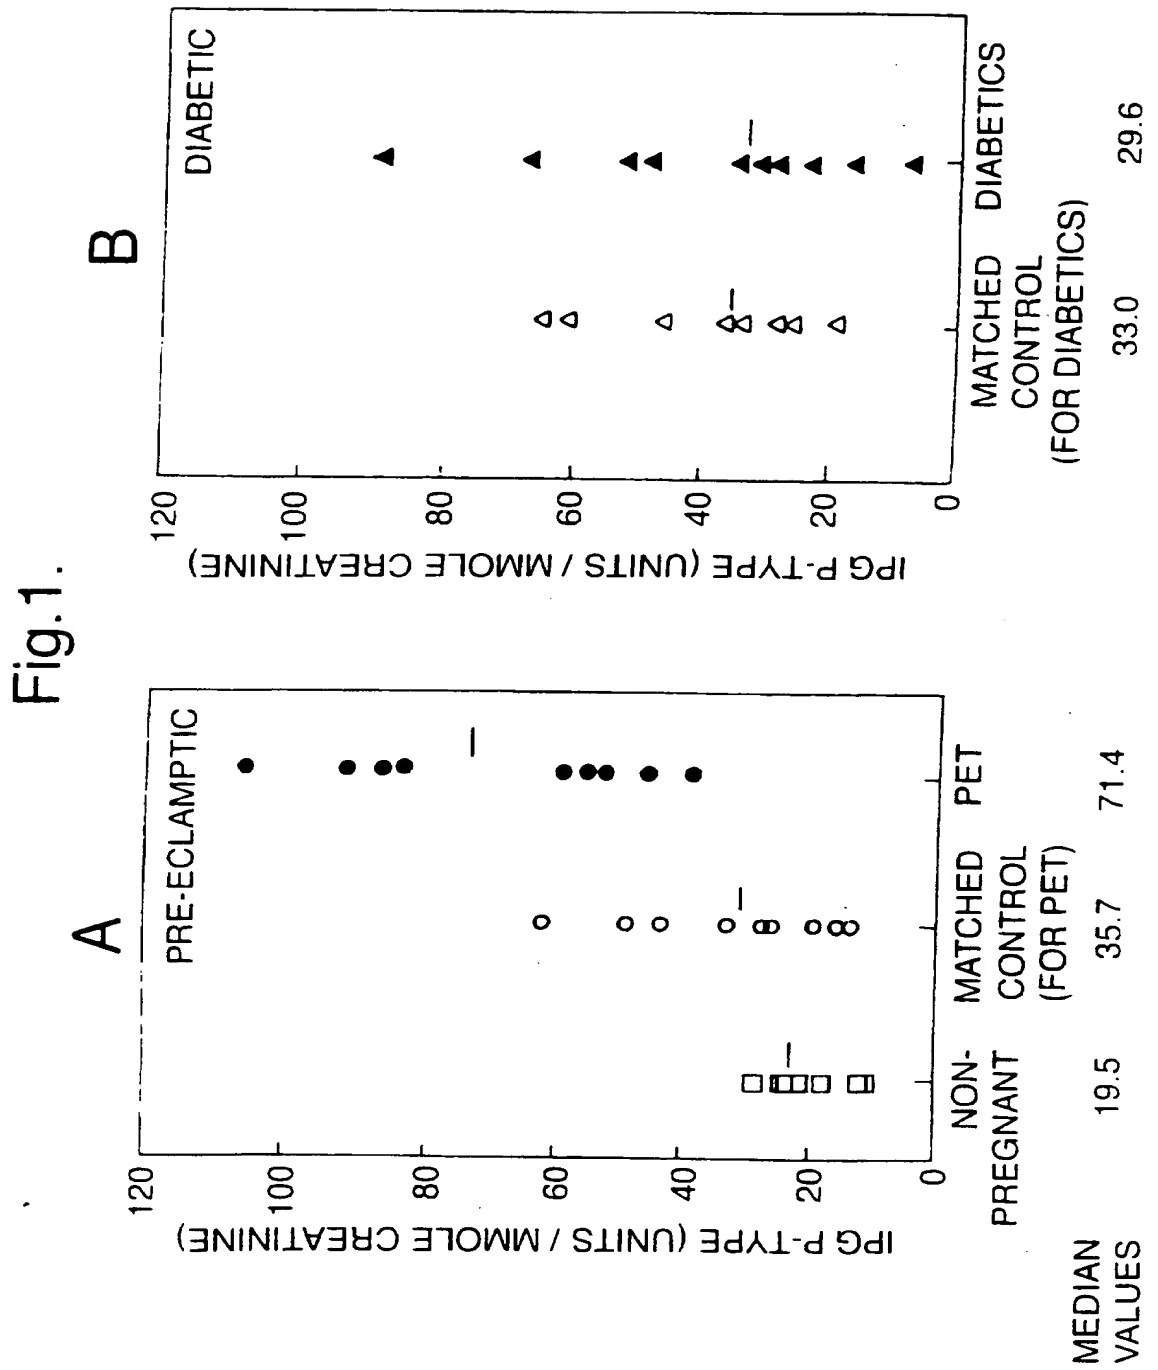 Fig.1.
A
PRE-ECLAMPTIC
IPG P-TYPE (UNITS / MMOLE CREATININE)
120
100
80
60
40
20
0
NON-
PREGNANT
MATCHED
CONTROL
(FOR PET)
PET
MEDIAN
VALUES
19.5
35.7
71.4
B
DIABETIC
IPG P-TYPE (UNITS / MMOLE CREATININE)
120
100
80
60
40
20
0
MATCHED
CONTROL
(FOR DIABETICS)
DIABETICS
33.0
29.6